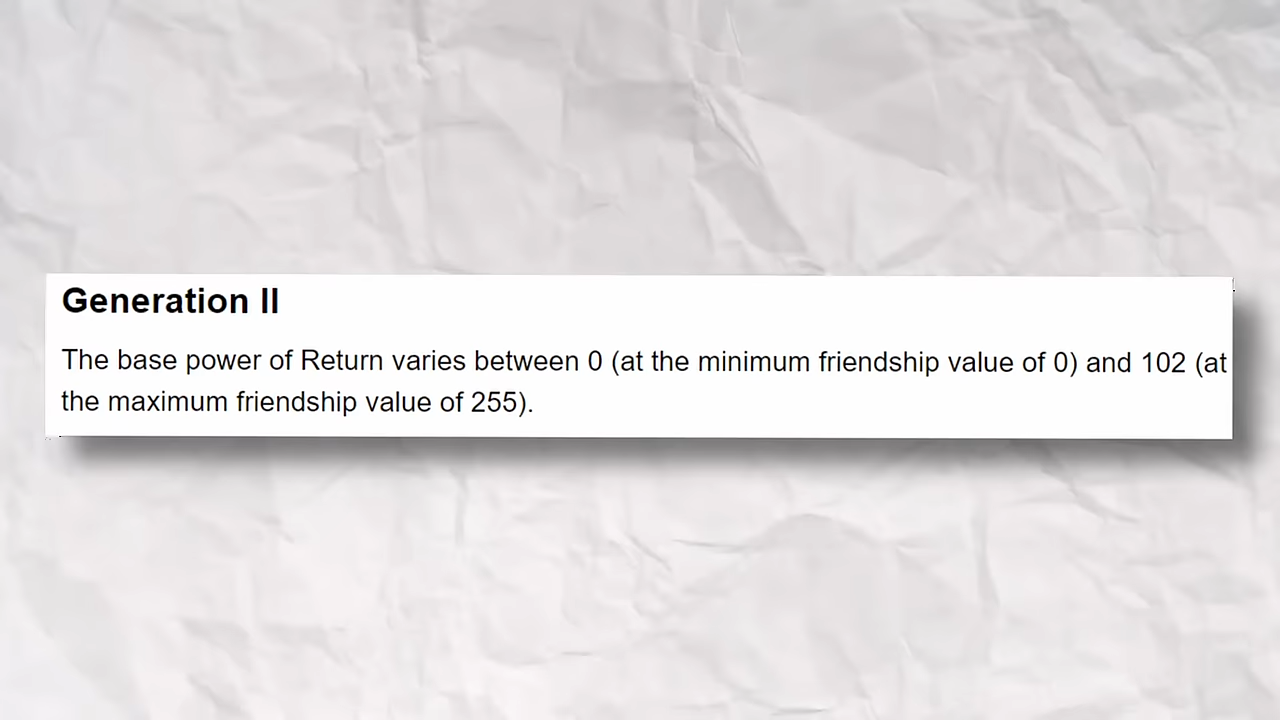 Generation II
The base power of Return varies between 0 (at the minimum friendship value of 0) and 102 (at
the maximum friendship value of 255).